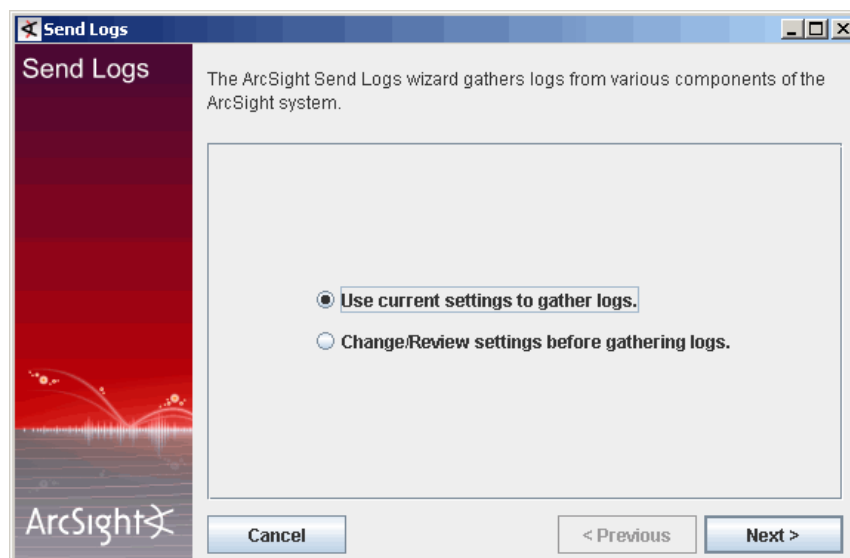 Send Logs
Send Logs
The ArcSight Send Logs wizard gathers logs from various components of the
ArcSight system.
Use current settings to gather logs.
Change/Review settings before gathering logs.
ArcSight
Cancel
< Previous
Next >